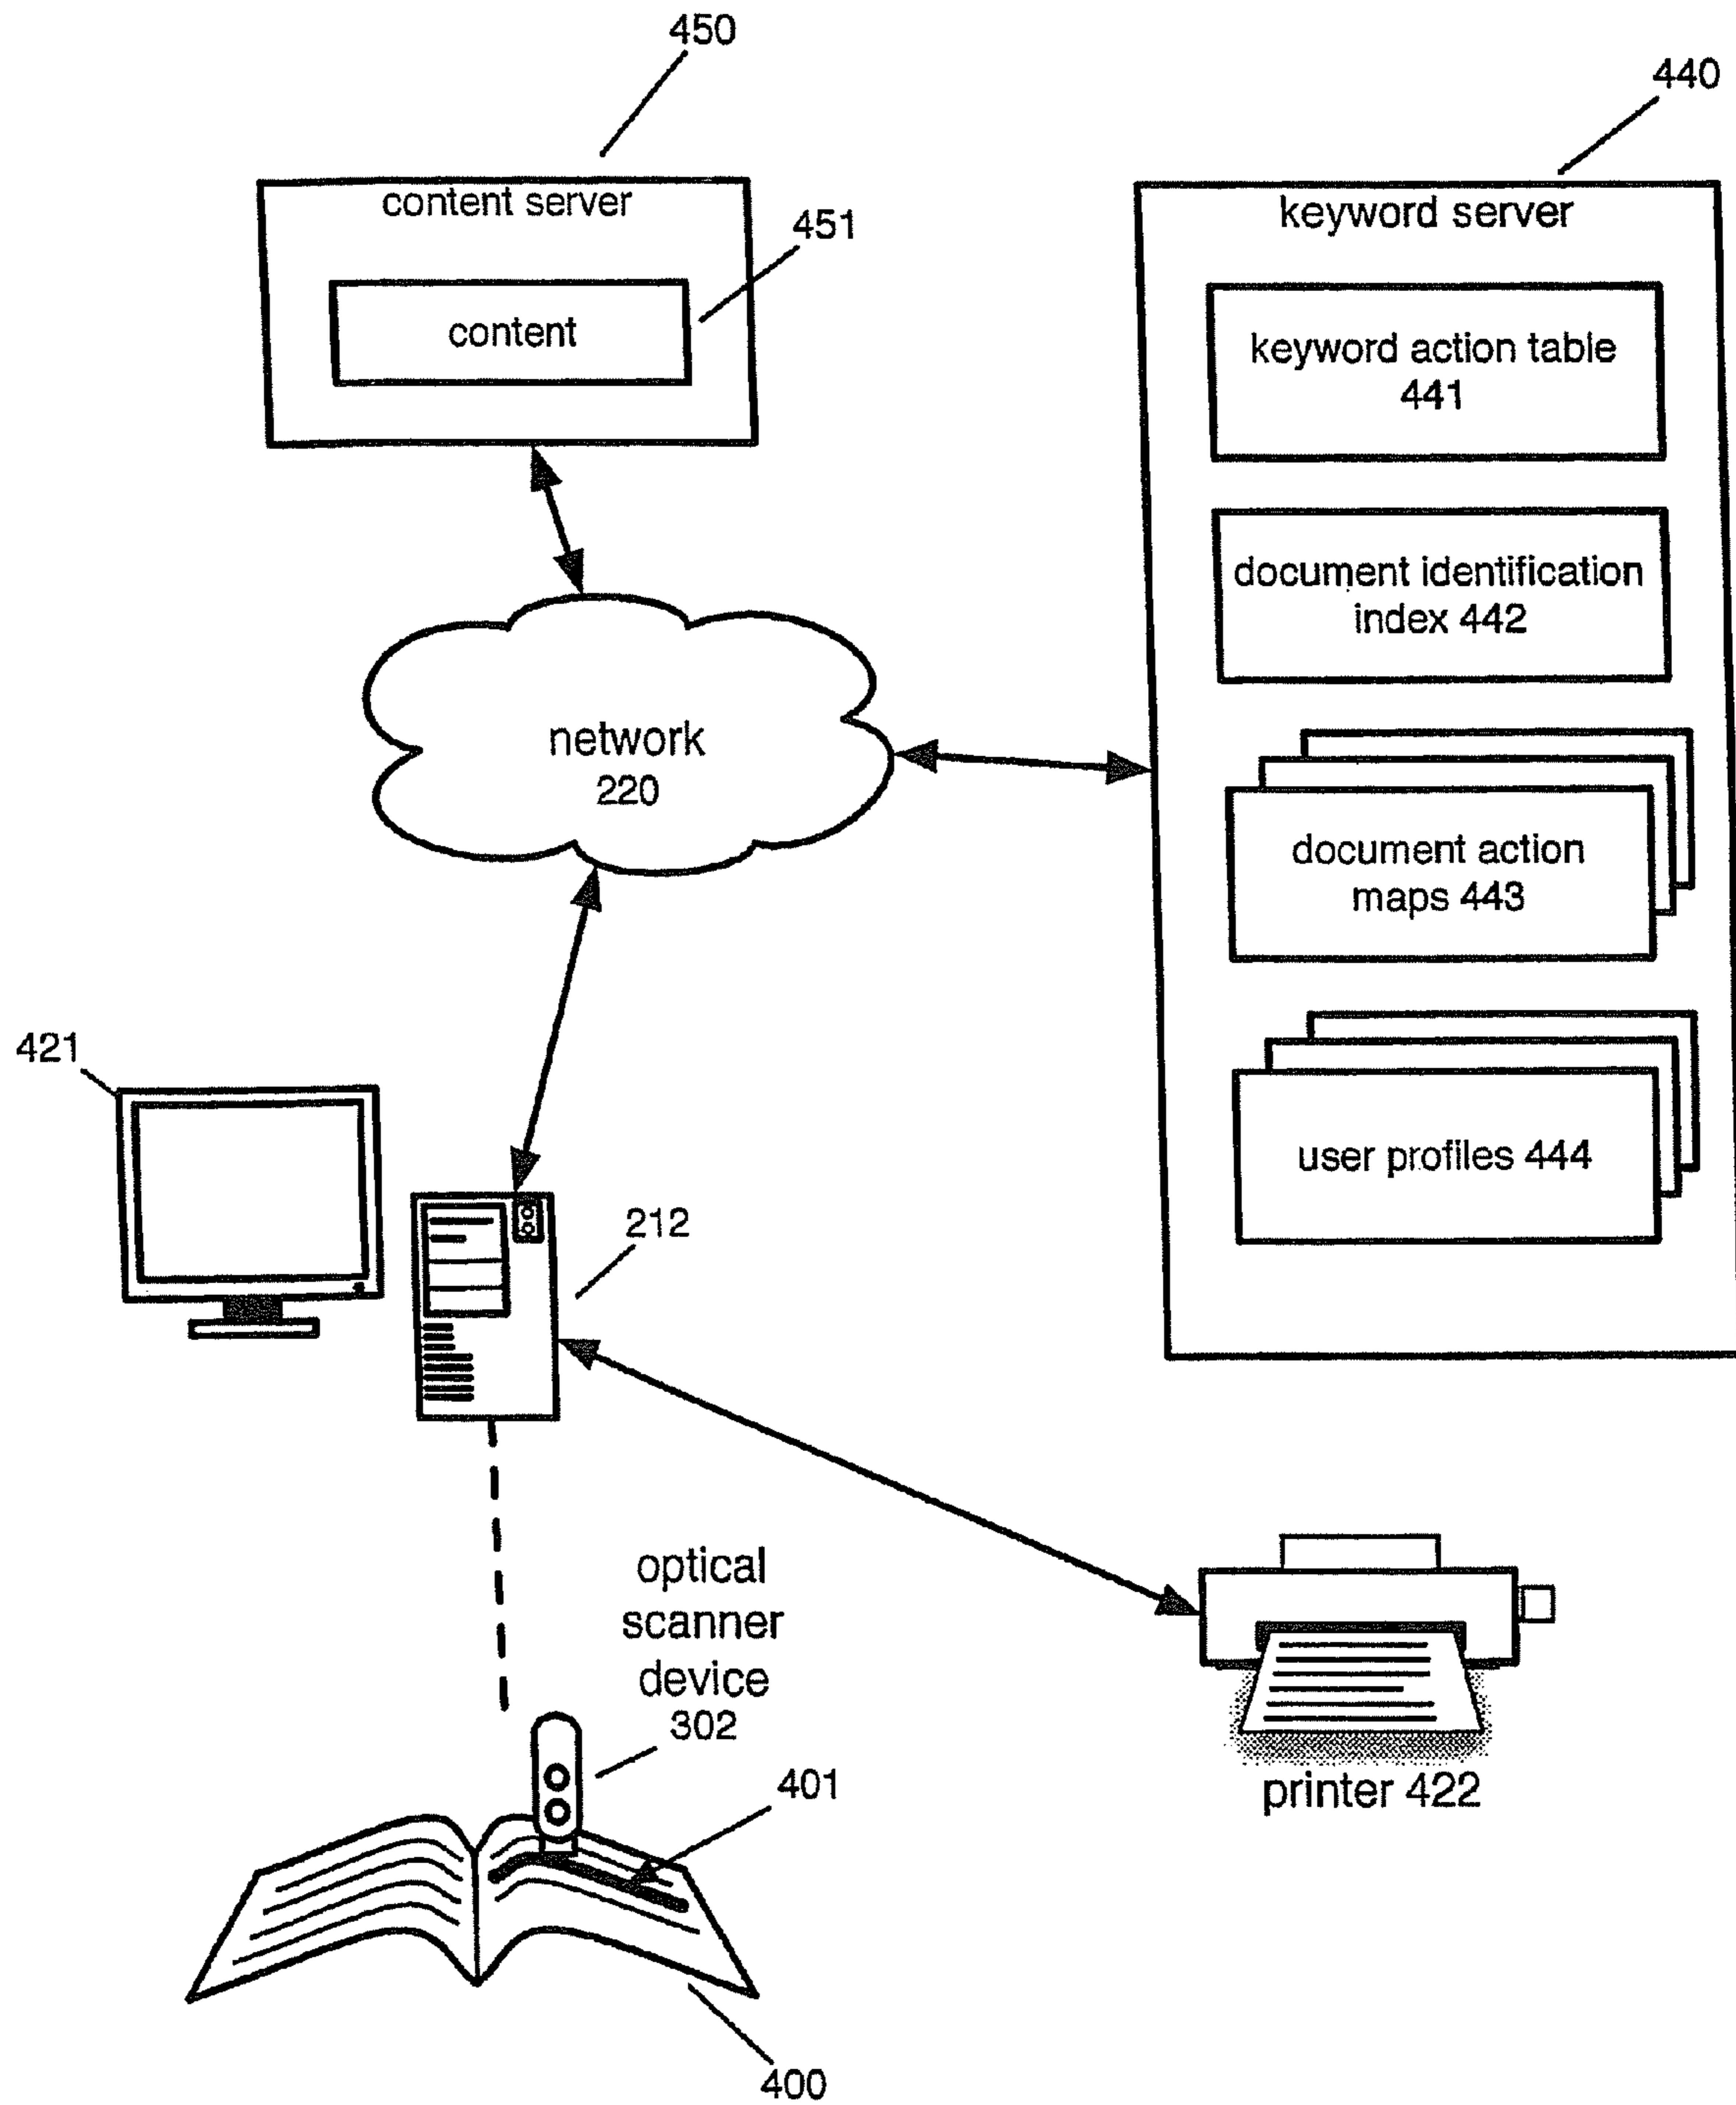 450
440
content server
451
content
keyword server
keyword action table
441
document identification
index 442
network
220
document action
maps 443
421
user profiles 444
212
optical
scanner
device
302
401
printer 422
400